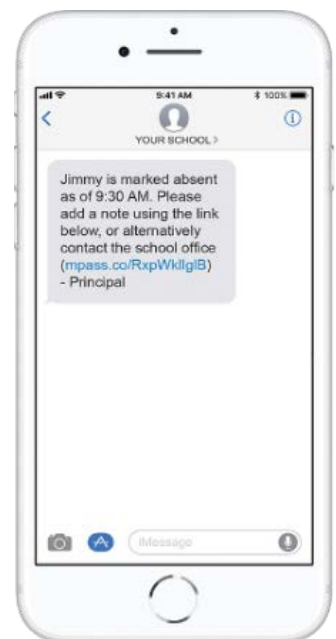 9:41 AM
100%
YOUR SCHOOL >
Jimmy is marked absent
as of 9:30 AM. Please
add a note using the link
below, or alternatively
contact the school office
(mpass.co/RxpWkllglB)
- Principal
iMessage